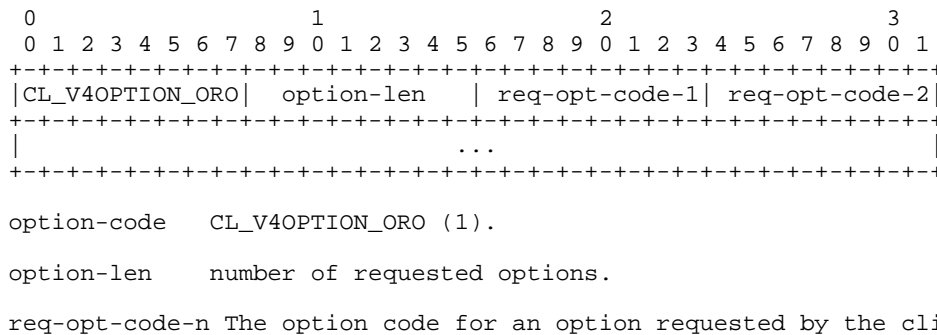 0                   1                   2                   3
 0 1 2 3 4 5 6 7 8 9 0 1 2 3 4 5 6 7 8 9 0 1 2 3 4 5 6 7 8 9 0 1
+-+-+-+-+-+-+-+-+-+-+-+-+-+-+-+-+-+-+-+-+-+-+-+-+-+-+-+-+-+-+-+-+
|CL_V4OPTION_ORO|  option-len   | req-opt-code-1| req-opt-code-2|
+-+-+-+-+-+-+-+-+-+-+-+-+-+-+-+-+-+-+-+-+-+-+-+-+-+-+-+-+-+-+-+-+
|                              ...                              |
+-+-+-+-+-+-+-+-+-+-+-+-+-+-+-+-+-+-+-+-+-+-+-+-+-+-+-+-+-+-+-+-+
option-code   CL_V4OPTION_ORO (1).
option-len    number of requested options.
req-opt-code-n The option code for an option requested by the cli